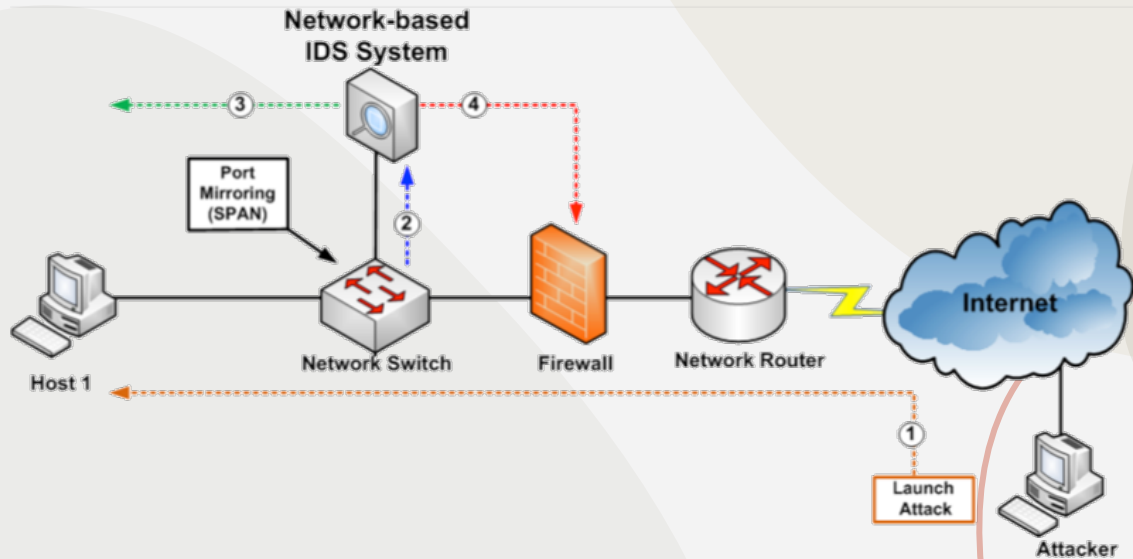 Network-based
IDS System
3
4
Port
Mirroring
(SPAN)
2
Internet
Network Switch
Firewall
Network Router
Host 1
1
Launch
Attack
Attacker